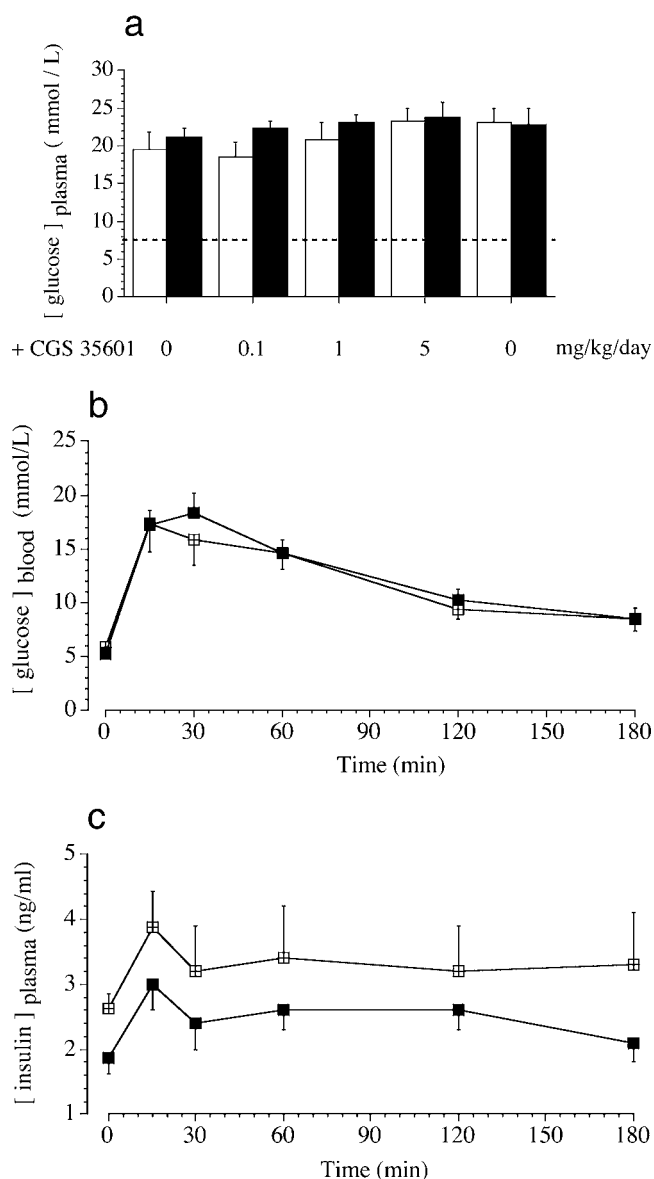 a
[ glucose ] plasma ( mmol / L )
30
25
20
15
10
5
0
+ CGS 35601 0 0.1 1 5 0 mg/kg/day
b
[ glucose ] blood (mmol/L)
25
20
15
10
5
0
0 30 60 90 120 150 180
Time (min)
c
[ insulin ] plasma (ng/ml)
5
4
3
2
1
0 30 60 90 120 150 180
Time (min)